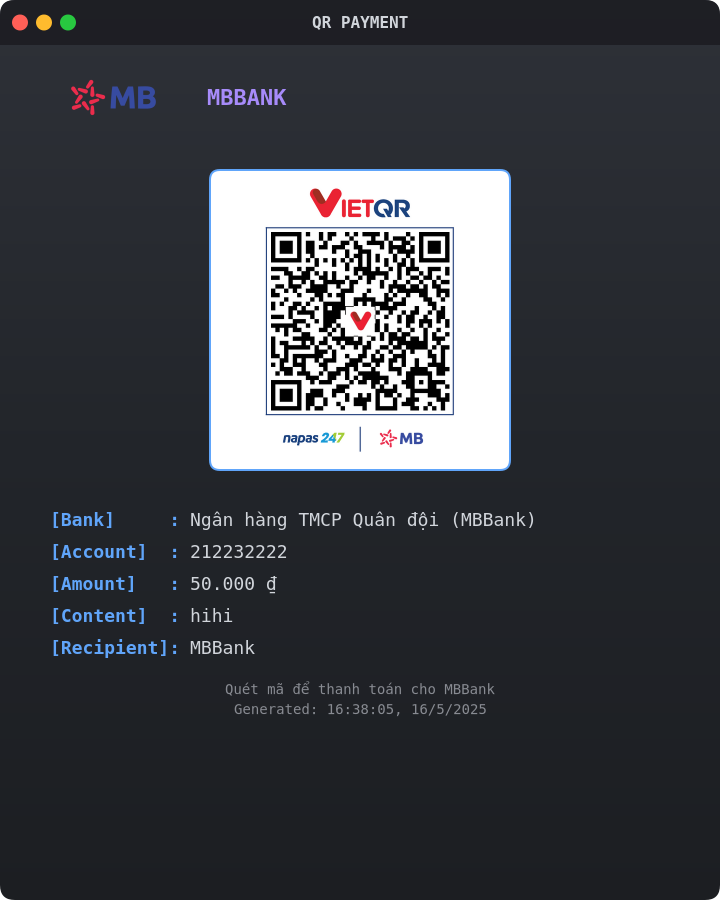 QR PAYMENT
MB MBBANK
VIETQR
napas 247 | MB
[Bank] : Ngân hàng TMCP Quân đội (MBBank)
[Account] : 212232222
[Amount] : 50.000 ₫
[Content] : hihi
[Recipient]: MBBank
Quét mã để thanh toán cho MBBank
Generated: 16:38:05, 16/5/2025